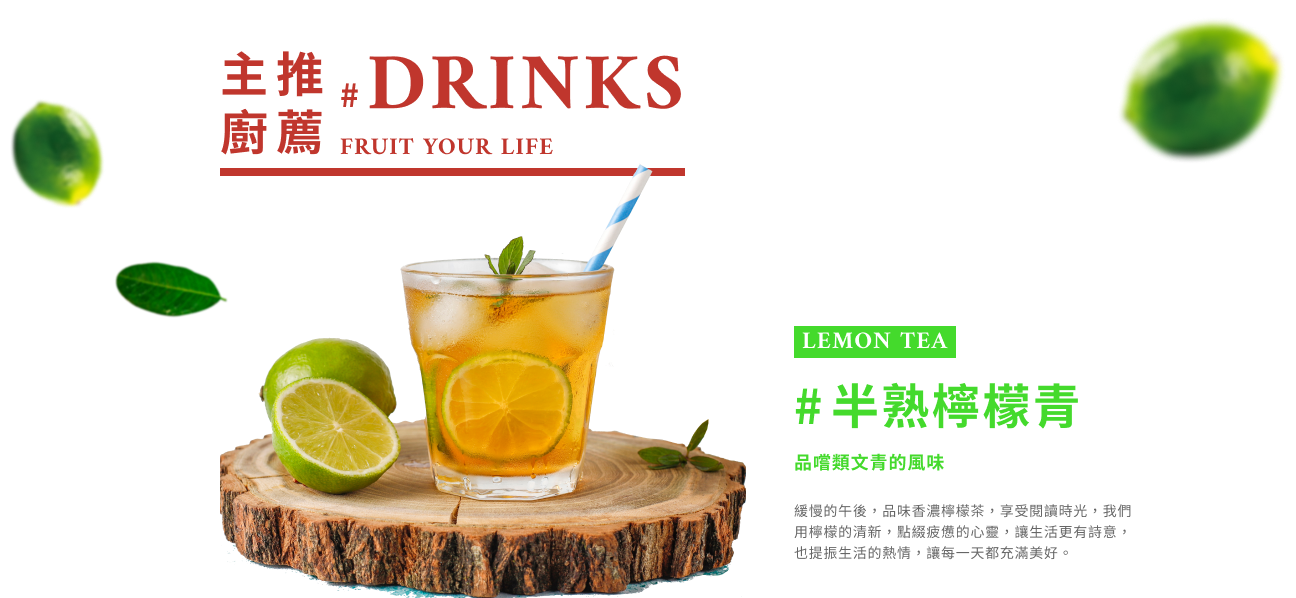 主推
廚薦
#DRINKS
FRUIT YOUR LIFE
LEMON TEA
#半熟檸檬青
品嚐類文青的風味
緩慢的午後，品味香濃檸檬茶，享受閱讀時光，我們
用檸檬的清新，點綴疲憊的心靈，讓生活更有詩意，
也提振生活的熱情，讓每一天都充滿美好。